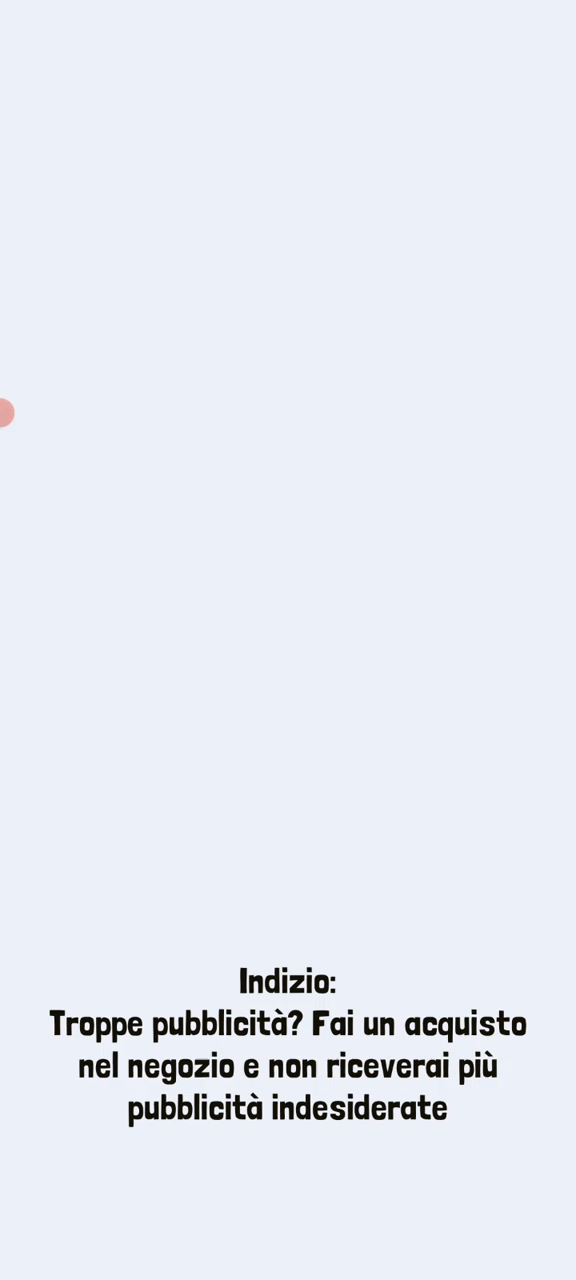 Indizio:
Troppe pubblicità? Fai un acquisto
nel negozio e non riceverai più
pubblicità indesiderate